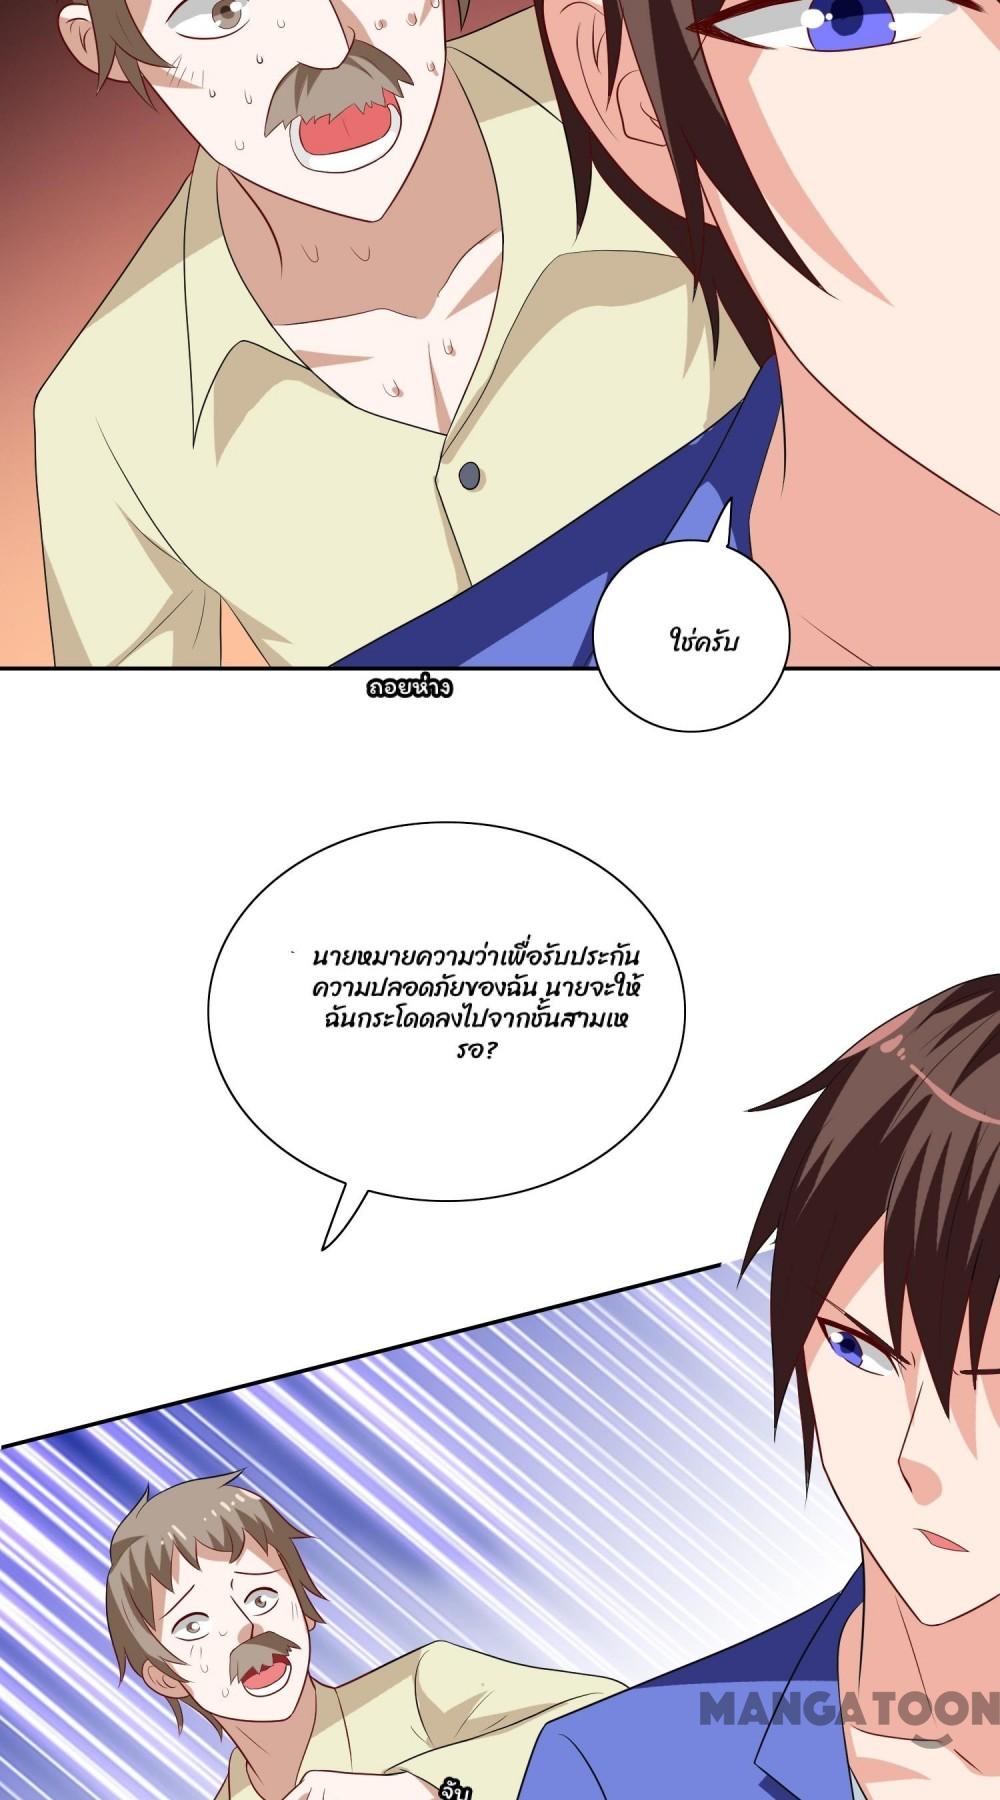 ใช่ครับ
ถอยห่าง
นายหมายความว่าเพื่อรับประกัน
ความปลอดภัยของฉัน นายจะให้
ฉันกระโดดลงไปจากชั้นสามเห
รอ?
MANGATOON
จับ